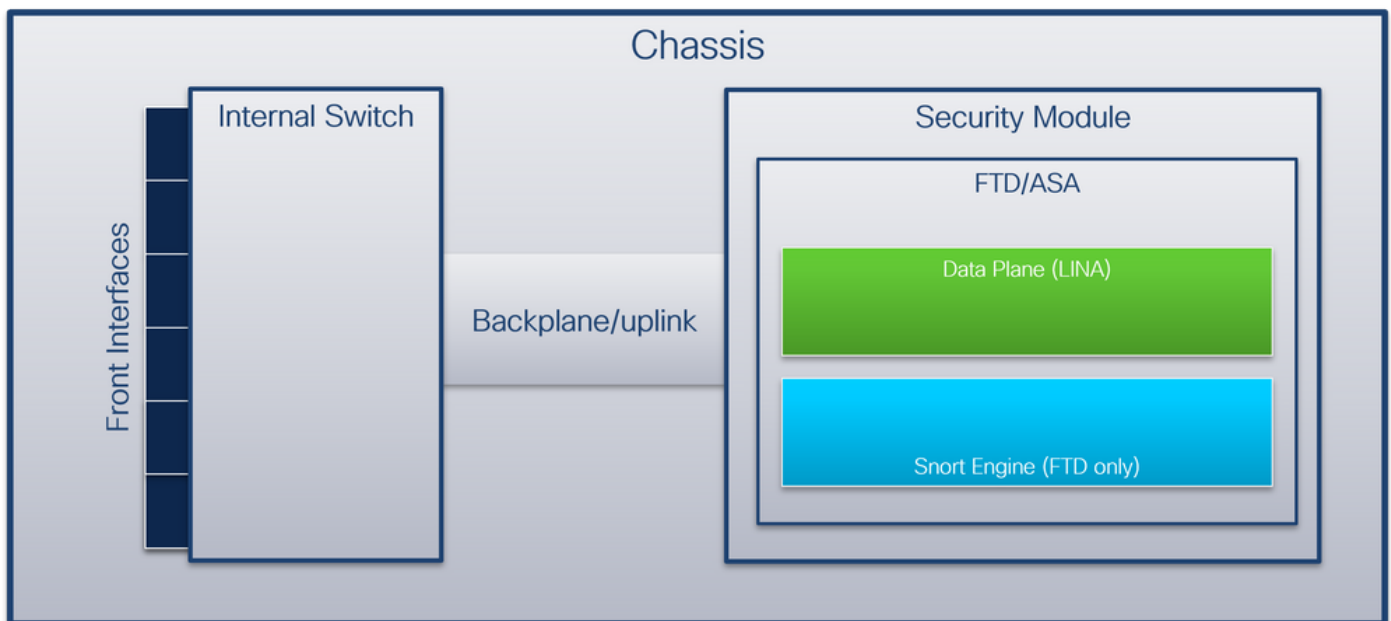 Chassis
Internal Switch
Security Module
FTD/ASA
Front Interfaces
Data Plane (LINA)
Backplane/uplink
Snort Engine (FTD only)